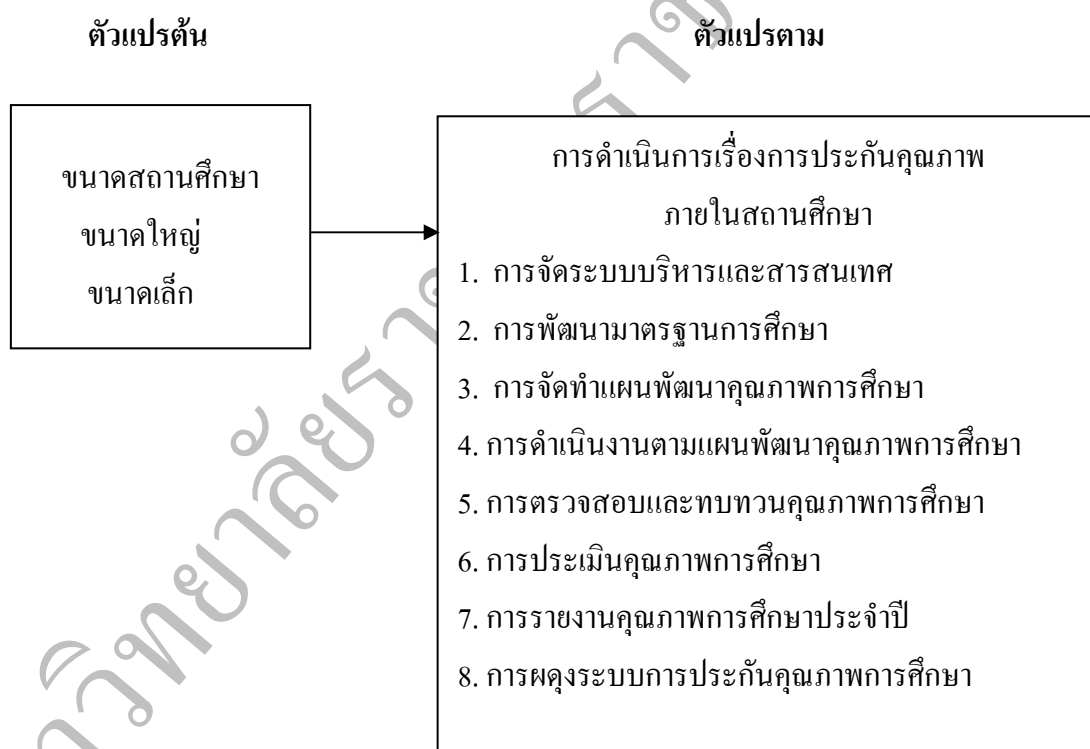 ตัวแปรต้น
ตัวแปรตาม
ขนาดสถานศึกษา
ขนาดใหญ่
ขนาดเล็ก
การดำเนินการเรื่องการประกันคุณภาพ
ภายในสถานศึกษา
1. การจัดระบบบริหารและสารสนเทศ
2. การพัฒนามาตรฐานการศึกษา
3. การจัดทำแผนพัฒนาคุณภาพการศึกษา
4. การดำเนินงานตามแผนพัฒนาคุณภาพการศึกษา
5. การตรวจสอบและทบทวนคุณภาพการศึกษา
6. การประเมินคุณภาพการศึกษา
7. การรายงานคุณภาพการศึกษาประจำปี
8. การผดุงระบบการประกันคุณภาพการศึกษา